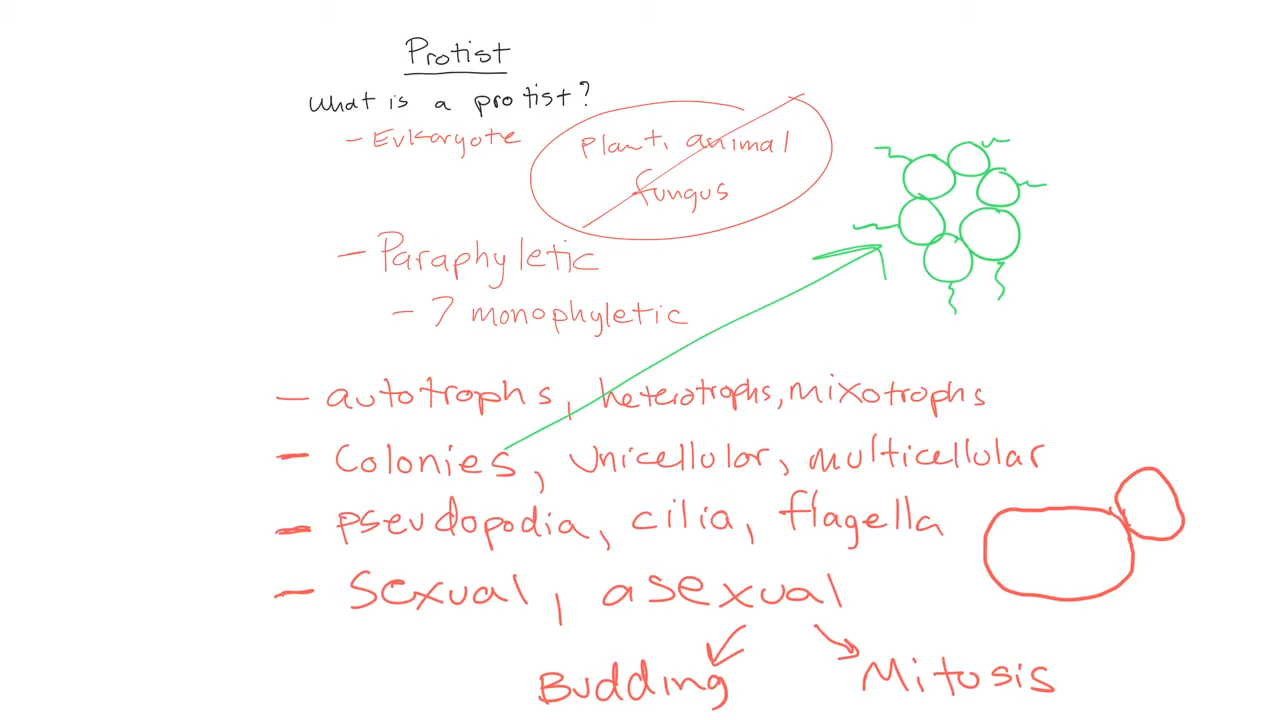 Protist
What is a protist?
- Eukaryote
Plant, animal
fungus
- Paraphyletic
- 7 monophyletic
- autotrophs, heterotrophs, mixotrophs
- Colonies, unicellular, multicellular
- pseudopodia, cilia, flagella
- Sexual, asexual
Budding
Mitosis